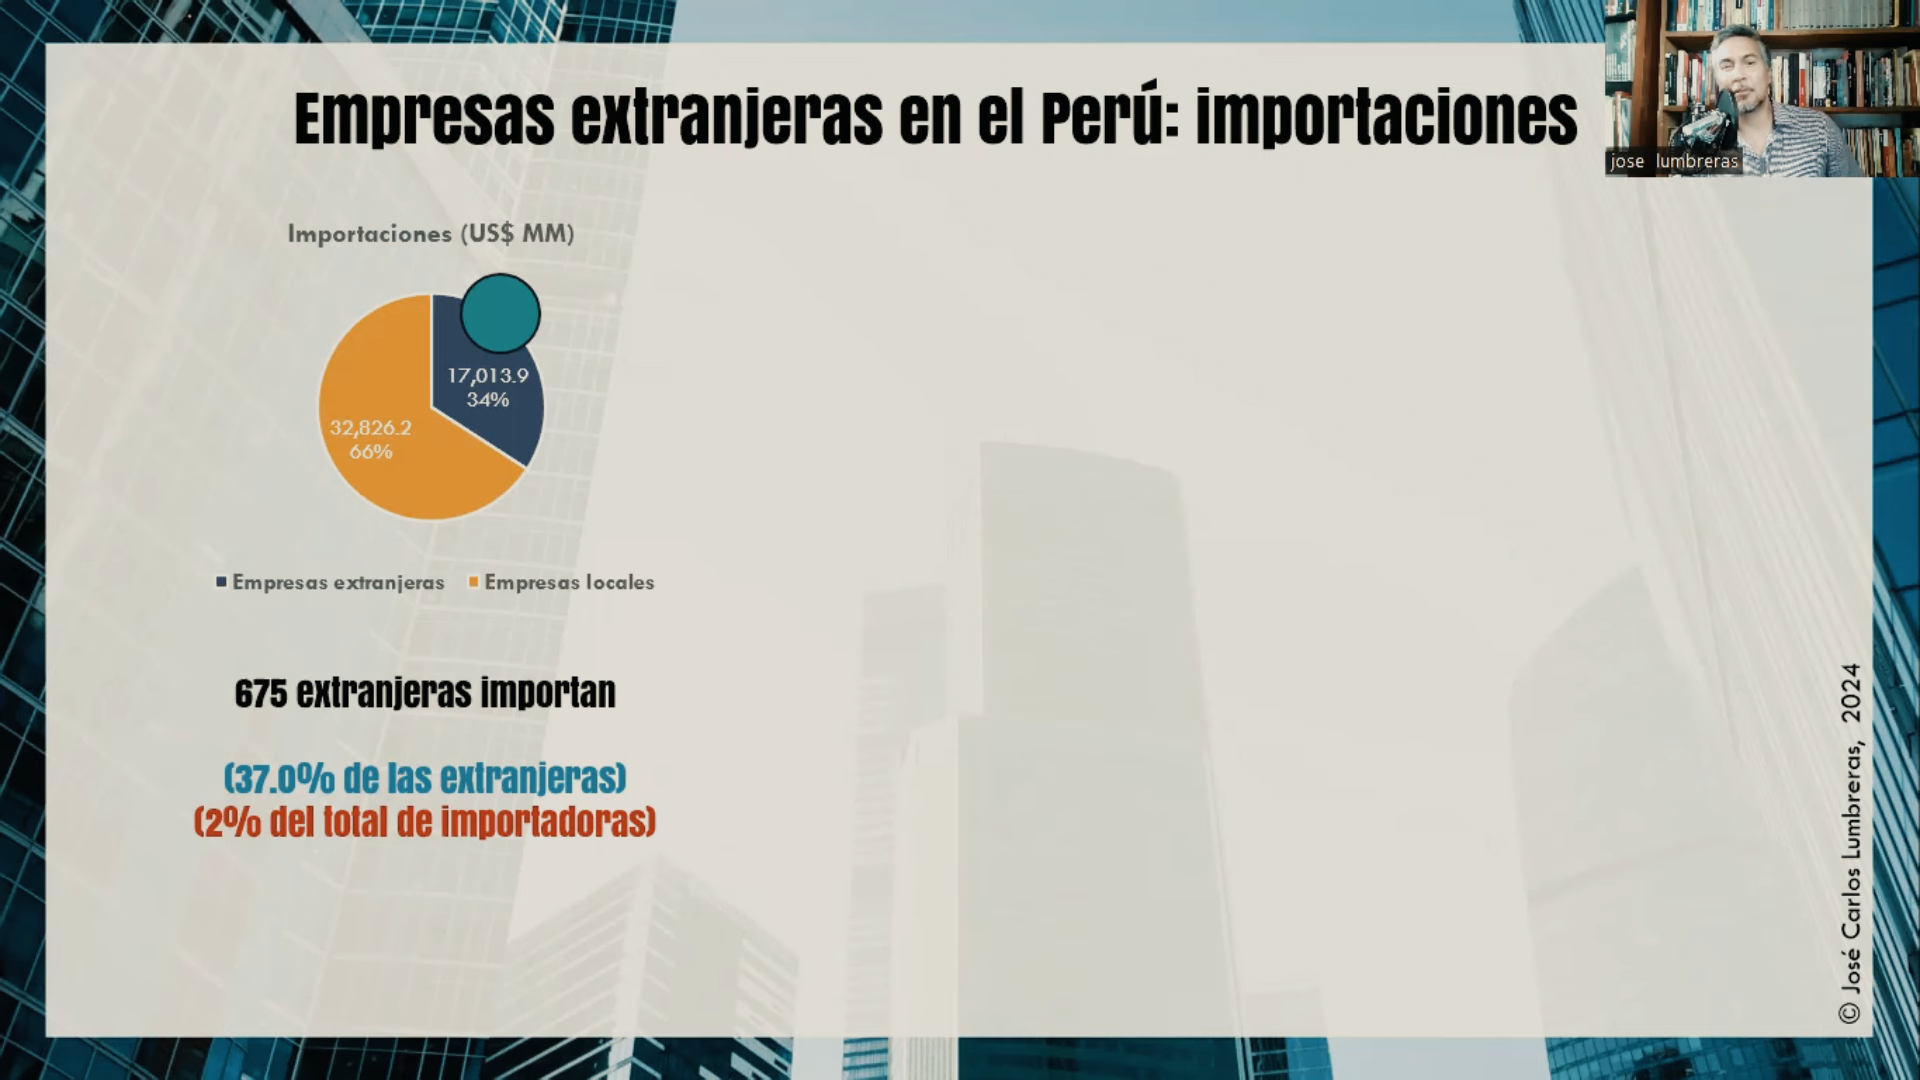 Empresas extranjeras en el Perú: importaciones
jose lumbreras
Importaciones (US$ MM)
17,013.9
34%
32,826.2
66%
Empresas extranjeras
Empresas locales
675 extranjeras importan
(37.0% de las extranjeras)
(2% del total de importadoras)
© José Carlos Lumbreras, 2024